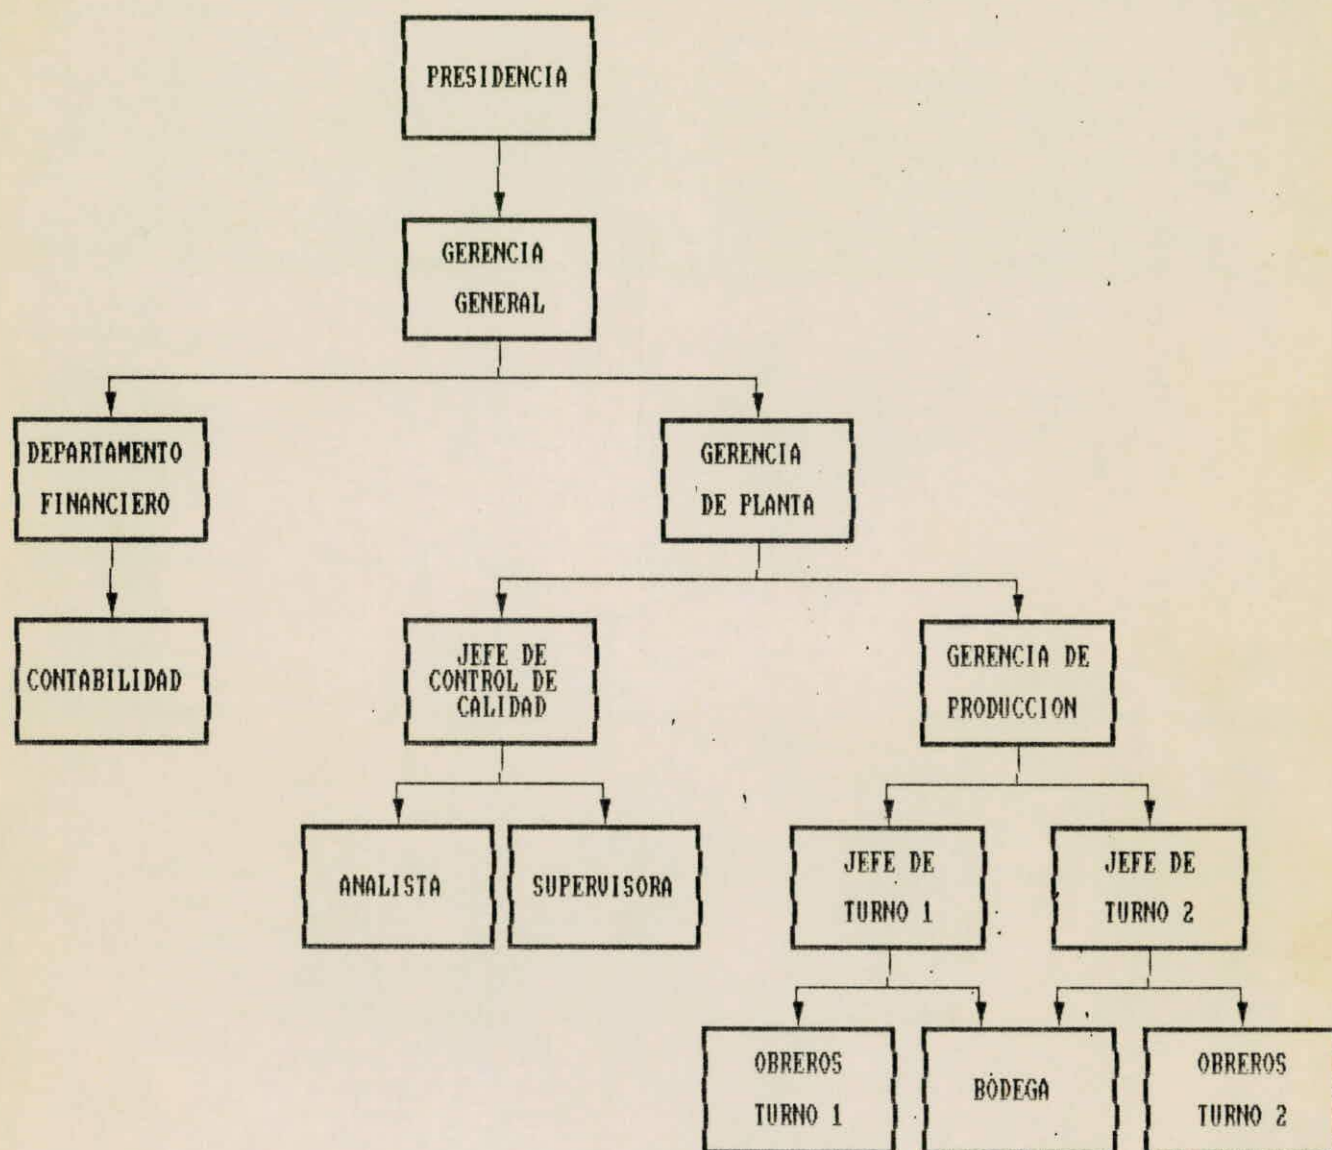 PRESIDENCIA
GERENCIA
GENERAL
DEPARTAMENTO
FINANCIERO
GERENCIA
DE PLANTA
CONTABILIDAD
JEFE DE
CONTROL DE
CALIDAD
GERENCIA DE
PRODUCCION
ANALISTA
SUPERVISORA
JEFE DE
TURNO 1
JEFE DE
TURNO 2
OBREROS
TURNO 1
BODEGA
OBREROS
TURNO 2